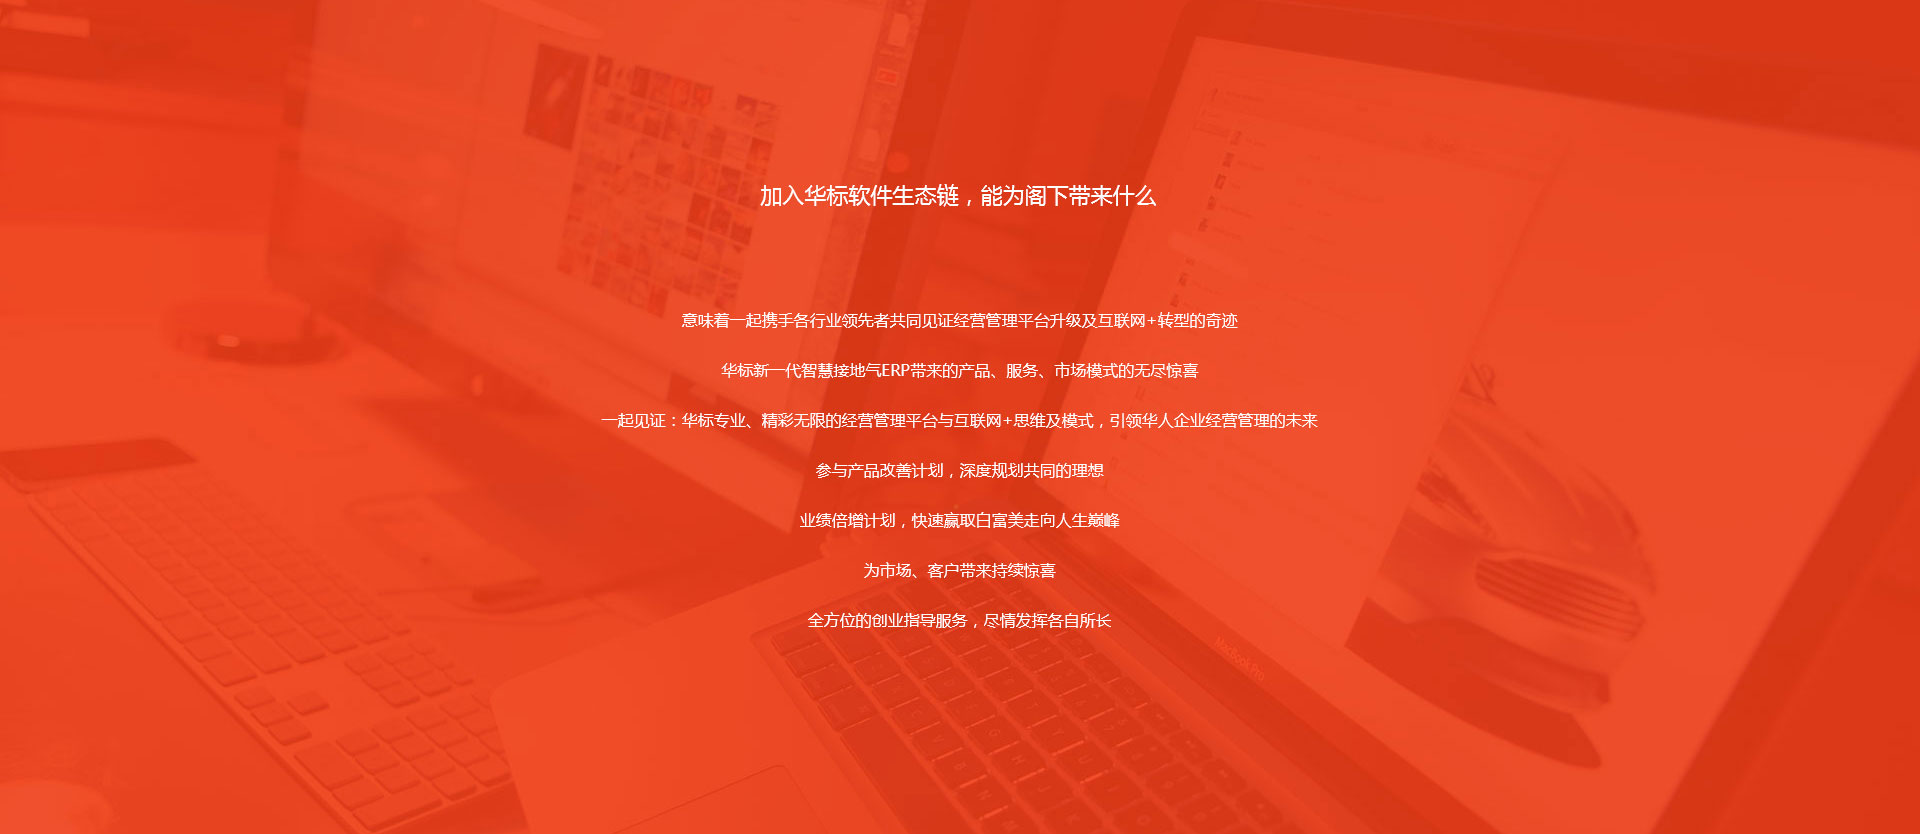 加入华标软件生态链，能为阁下带来什么
意味着一起携手各行业领先者共同见证经营管理平台升级及互联网+转型的奇迹
华标新一代智慧接地气ERP带来的产品、服务、市场模式的无尽惊喜
一起见证：华标专业、精彩无限的经营管理平台与互联网+思维及模式，引领华人企业经营管理的未来
参与产品改善计划，深度规划共同的理想
业绩倍增计划，快速赢取白富美走向人生巅峰
为市场、客户带来持续惊喜
全方位的创业指导服务，尽情发挥各自所长
MacBook Pro